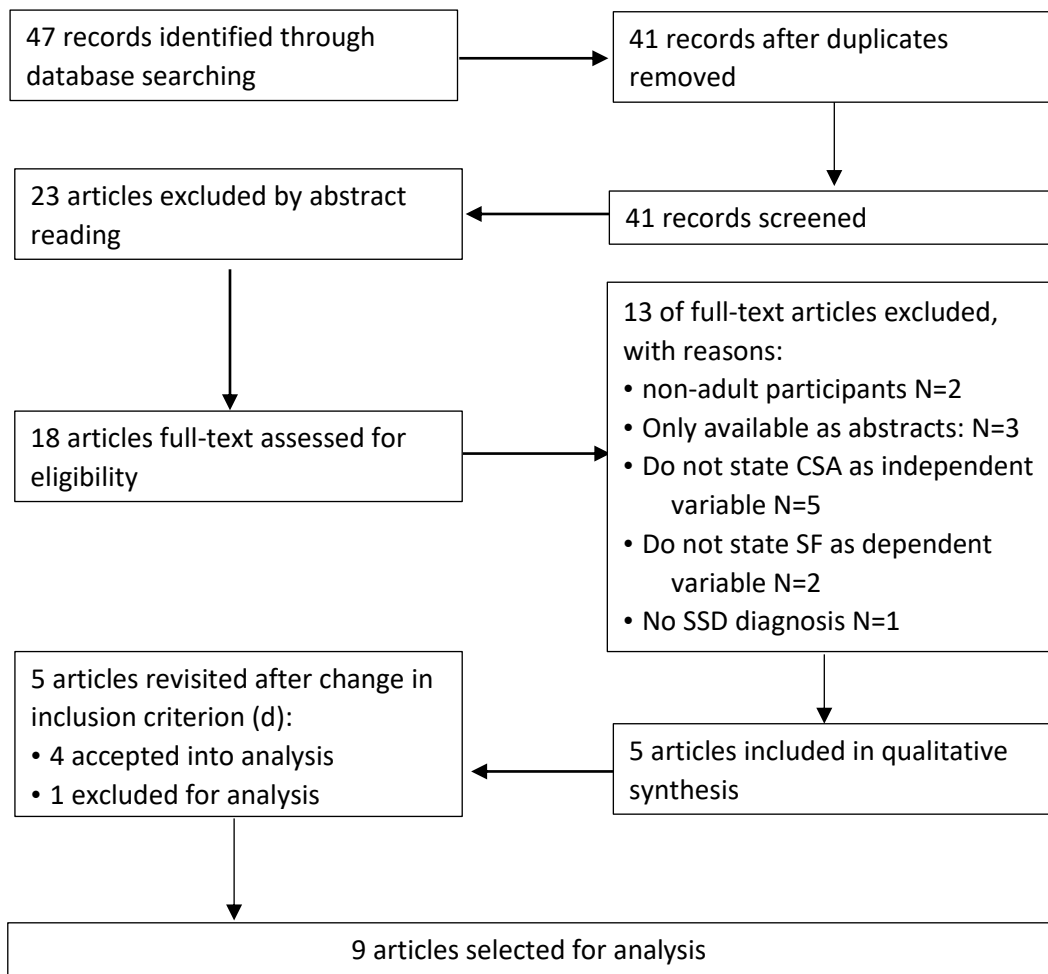 47 records identified through
database searching
41 records after duplicates
removed
23 articles excluded by abstract
reading
41 records screened
18 articles full-text assessed for
eligibility
13 of full-text articles excluded,
with reasons:
• non-adult participants N=2
• Only available as abstracts: N=3
• Do not state CSA as independent
variable N=5
• Do not state SF as dependent
variable N=2
• No SSD diagnosis N=1
5 articles revisited after change in
inclusion criterion (d):
• 4 accepted into analysis
• 1 excluded for analysis
5 articles included in qualitative
synthesis
9 articles selected for analysis